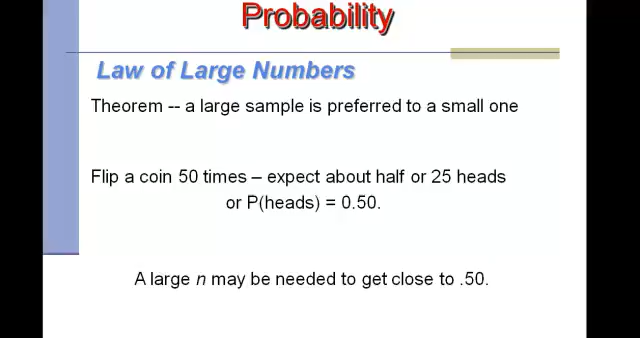 Probability
Law of Large Numbers
Theorem -- a large sample is preferred to a small one
Flip a coin 50 times – expect about half or 25 heads
or P(heads) = 0.50.
A large n may be needed to get close to .50.